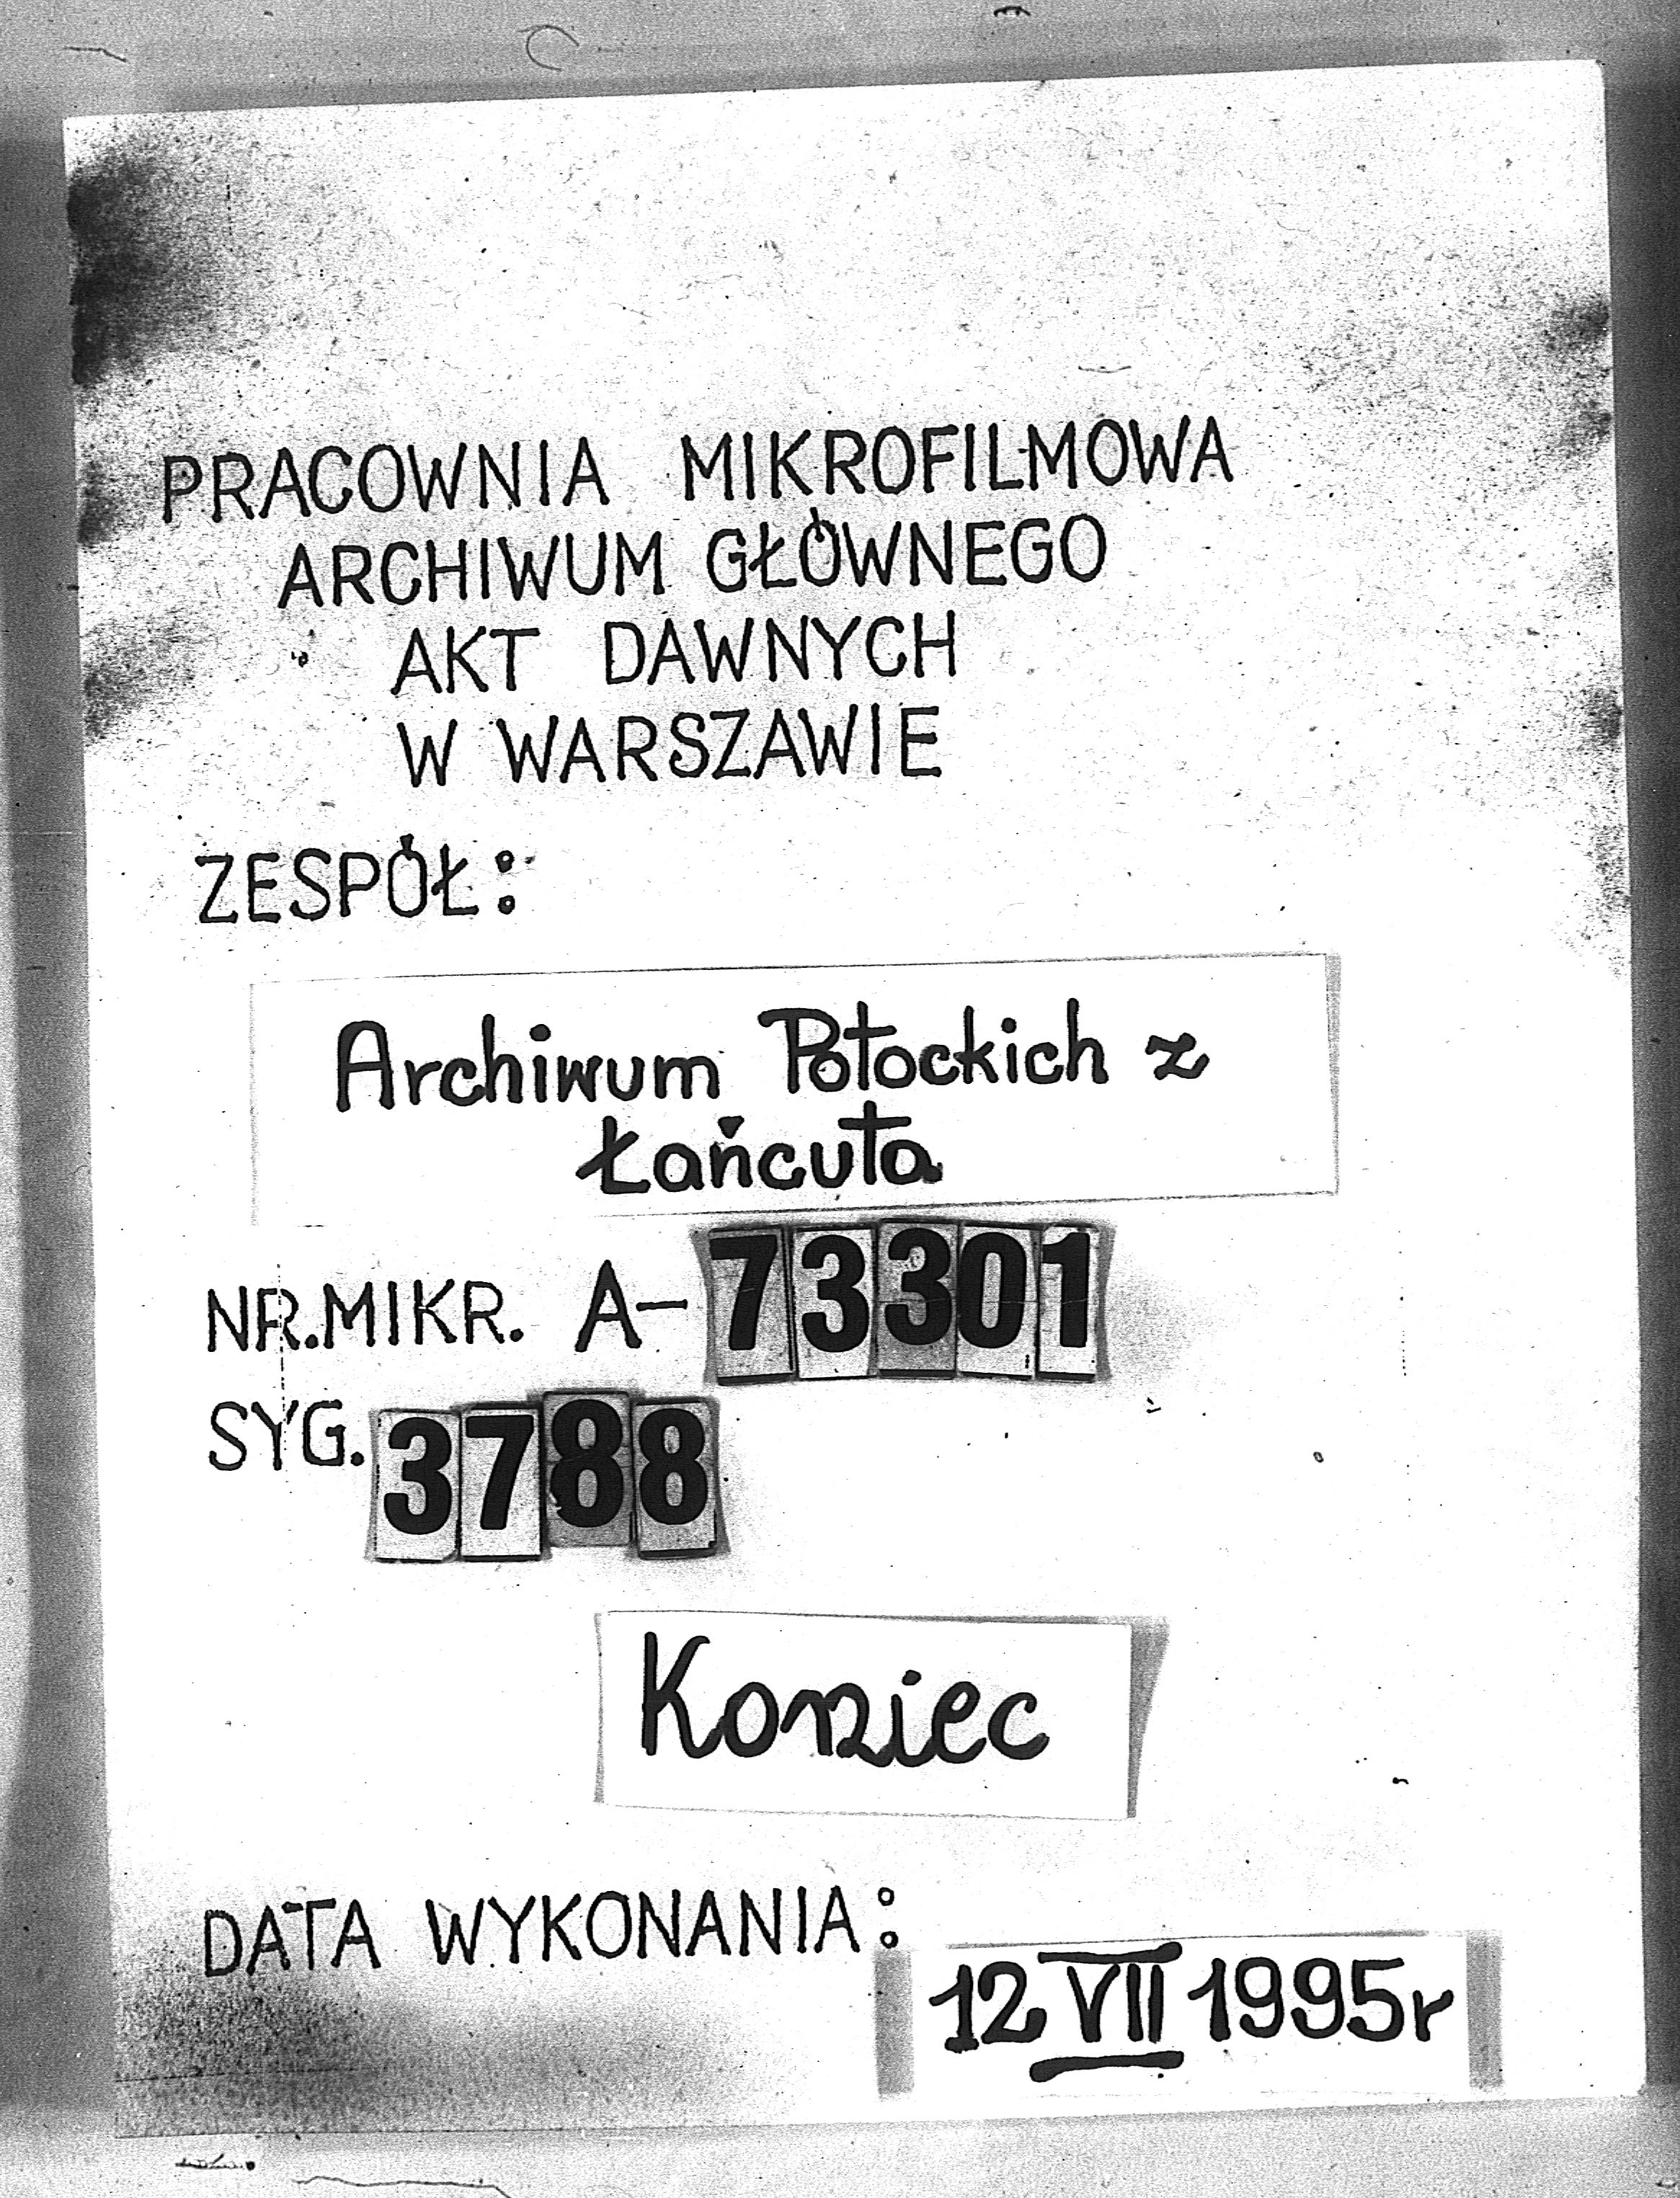 PRACOWNIA MIKROFILMOWA
ARCHIWUM GŁÓWNEGO
AKT DAWNYCH
W WARSZAWIE
ZESPÓŁ:
Archiwum Potockich z
Łańcuta
NR.MIKR. A-73301
SYG. 3788
Koniec
DATA WYKONANIA:
12 VII 1995r